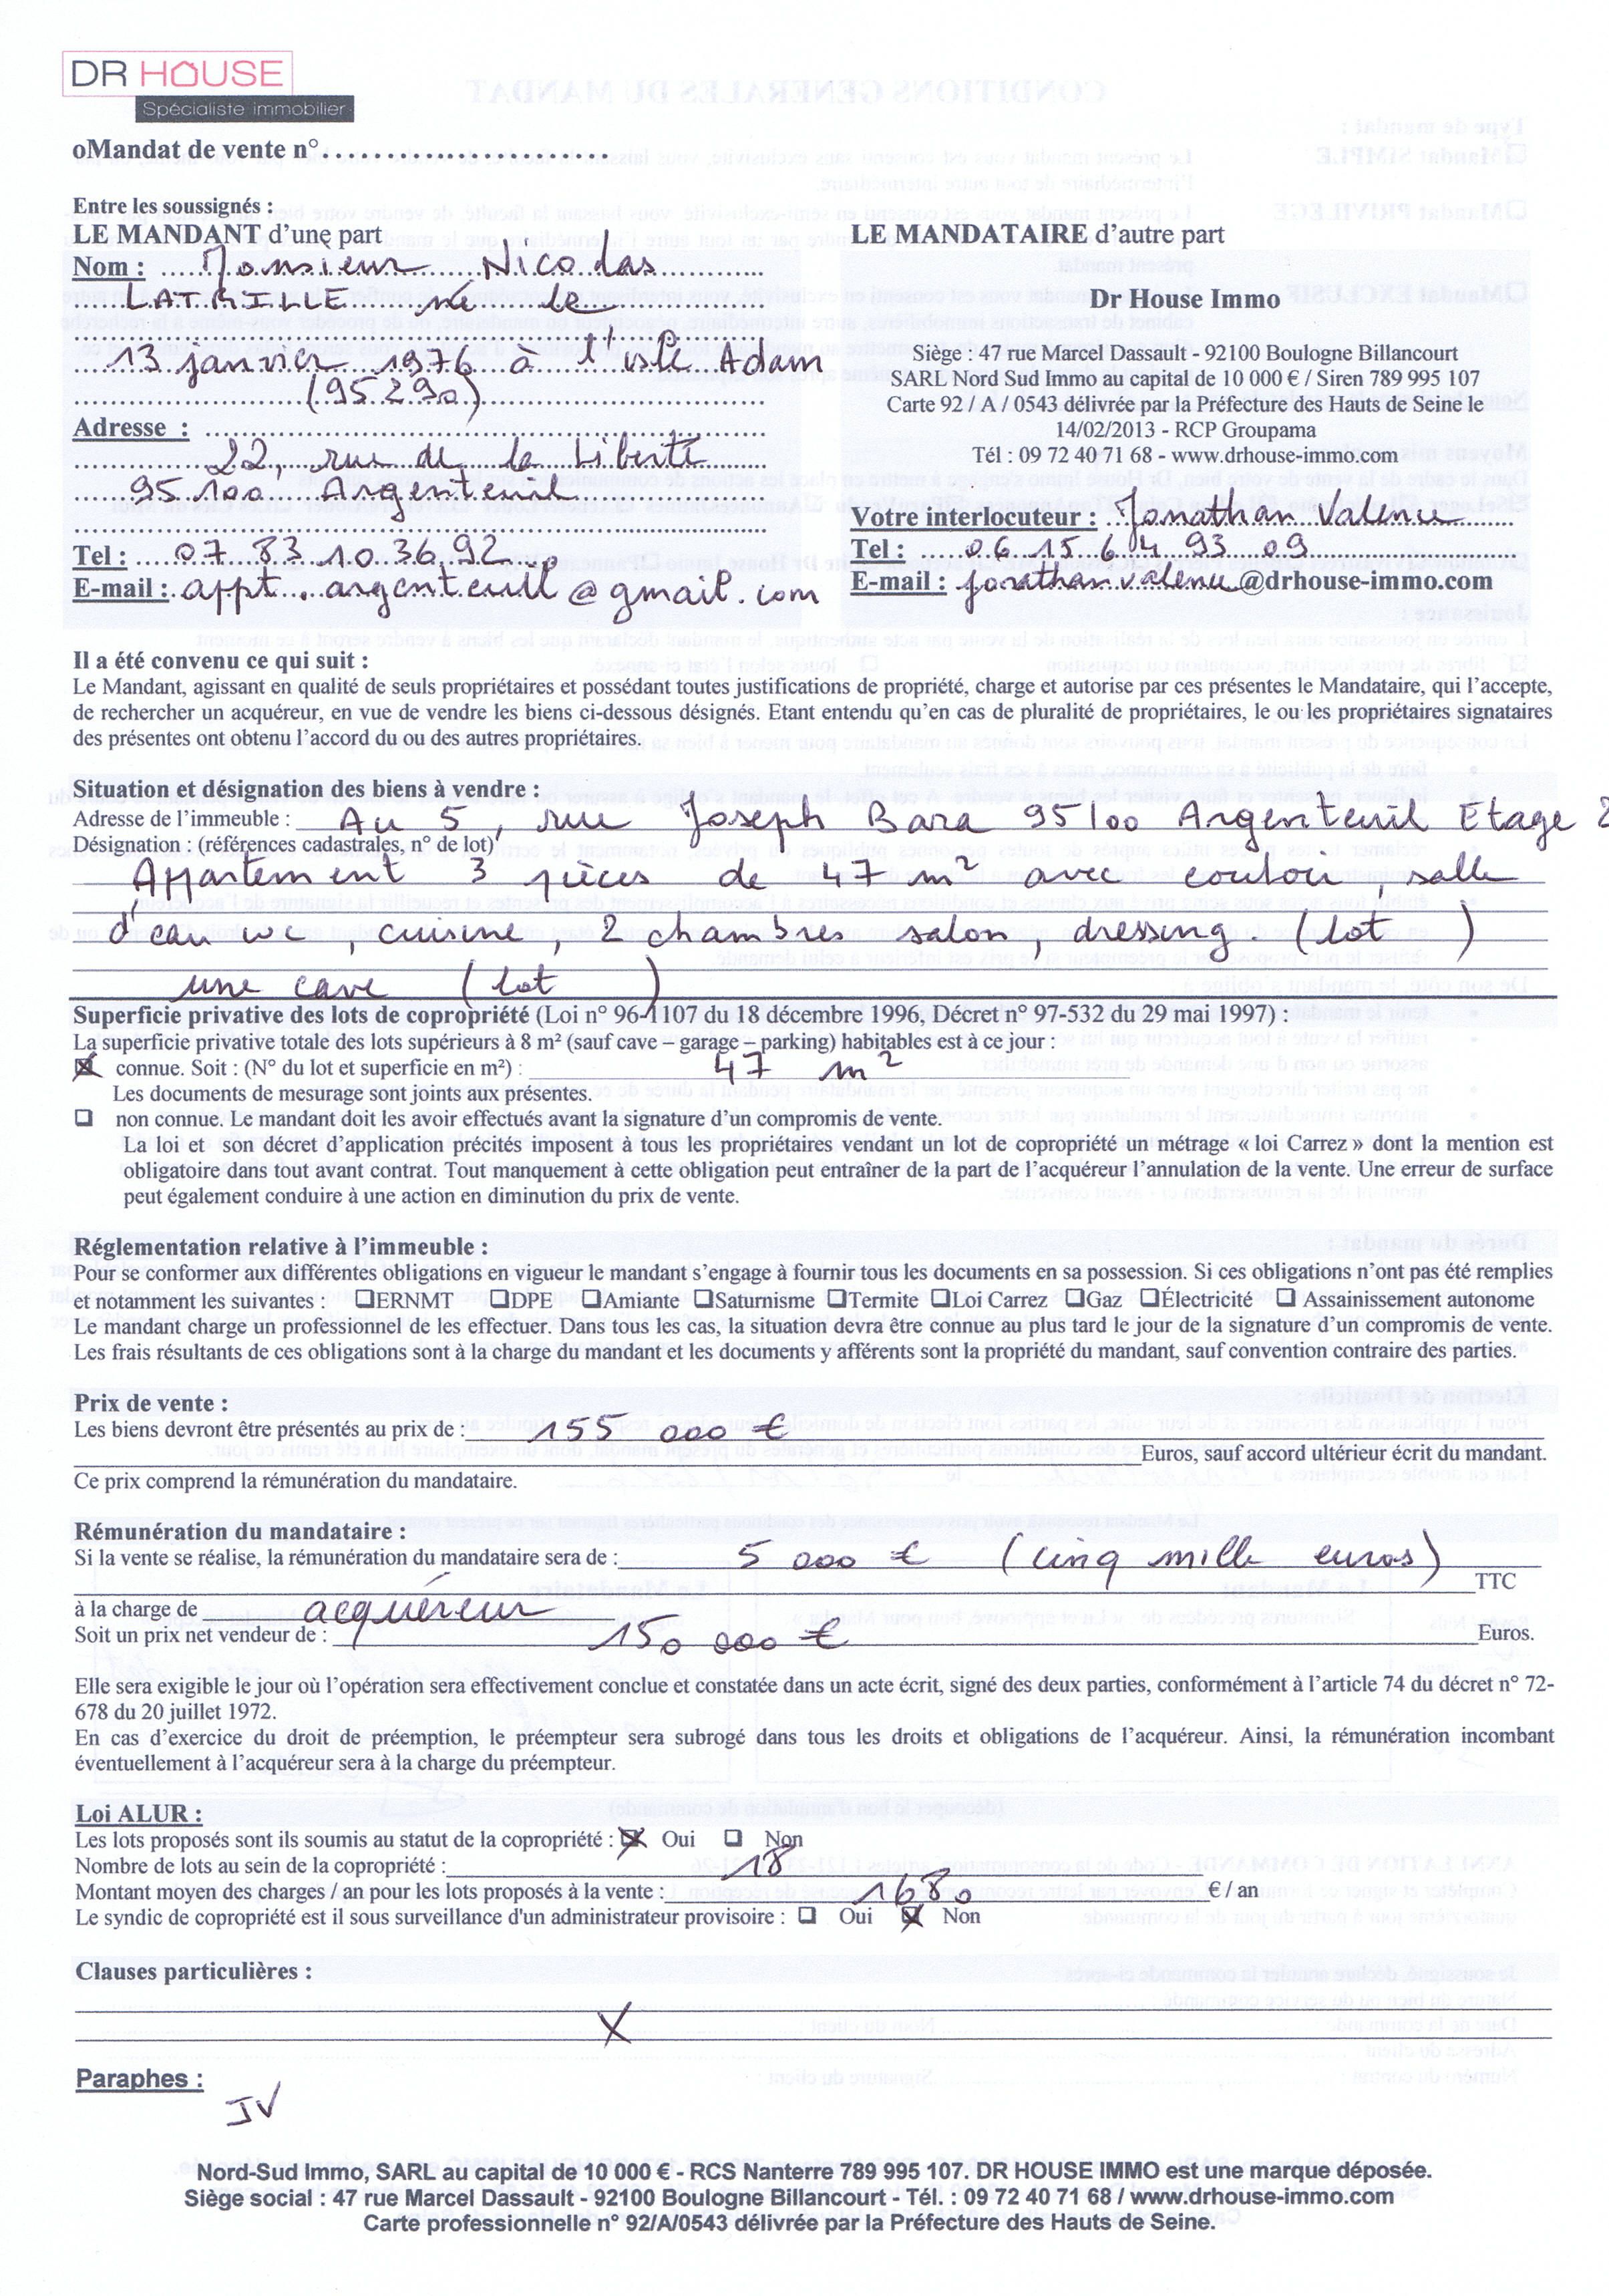 DR HOUSE
Spécialiste immobilier
oMandat de vente n° ............................
Entre les soussignés :
LE MANDANT d'une part
Nom : Monsieur Nicolas
LATRILLE né le
13 janvier 1976 à l'isle Adam
(95290)
Adresse :
22, rue de la Liberté
95100 Argenteuil
Tel : 07 83 10 36 92
E-mail : appt.argenteuil@gmail.com
LE MANDATAIRE d'autre part
Dr House Immo
Siège : 47 rue Marcel Dassault - 92100 Boulogne Billancourt
SARL Nord Sud Immo au capital de 10 000 € / Siren 789 995 107
Carte 92 / A / 0543 délivrée par la Préfecture des Hauts de Seine le
14/02/2013 - RCP Groupama
Tél : 09 72 40 71 68 - www.drhouse-immo.com
Votre interlocuteur : Jonathan Valence
Tel : 06 15 64 93 09
E-mail : jonathan.valence@drhouse-immo.com
Il a été convenu ce qui suit :
Le Mandant, agissant en qualité de seuls propriétaires et possédant toutes justifications de propriété, charge et autorise par ces présentes le Mandataire, qui l'accepte,
de rechercher un acquéreur, en vue de vendre les biens ci-dessous désignés. Etant entendu qu'en cas de pluralité de propriétaires, le ou les propriétaires signataires
des présentes ont obtenu l'accord du ou des autres propriétaires.
Situation et désignation des biens à vendre :
Adresse de l'immeuble : Au 5, rue Joseph Bara 95100 Argenteuil Etage 2
Désignation : (références cadastrales, n° de lot)
Appartement 3 pièces de 47 m² avec couloir, salle
d'eau wc, cuisine, 2 chambres salon, dressing. (lot )
une cave (lot )
Superficie privative des lots de copropriété (Loi n° 96-1107 du 18 décembre 1996, Décret n° 97-532 du 29 mai 1997) :
La superficie privative totale des lots supérieurs à 8 m² (sauf cave – garage – parking) habitables est à ce jour :
☒ connue. Soit : (N° du lot et superficie en m²) : 47 m²
Les documents de mesurage sont joints aux présentes.
❑ non connue. Le mandant doit les avoir effectués avant la signature d'un compromis de vente.
La loi et son décret d'application précités imposent à tous les propriétaires vendant un lot de copropriété un métrage « loi Carrez » dont la mention est
obligatoire dans tout avant contrat. Tout manquement à cette obligation peut entrainer de la part de l'acquéreur l'annulation de la vente. Une erreur de surface
peut également conduire à une action en diminution du prix de vente.
Réglementation relative à l'immeuble :
Pour se conformer aux différentes obligations en vigueur le mandant s'engage à fournir tous les documents en sa possession. Si ces obligations n'ont pas été remplies
et notamment les suivantes : ❑ERNMT ❑DPE ❑Amiante ❑Saturnisme ❑Termite ❑Loi Carrez ❑Gaz ❑Électricité ❑ Assainissement autonome
Le mandant charge un professionnel de les effectuer. Dans tous les cas, la situation devra être connue au plus tard le jour de la signature d'un compromis de vente.
Les frais résultants de ces obligations sont à la charge du mandant et les documents y afférents sont la propriété du mandant, sauf convention contraire des parties.
Prix de vente :
Les biens devront être présentés au prix de : 155 000 €
Euros, sauf accord ultérieur écrit du mandant.
Ce prix comprend la rémunération du mandataire.
Rémunération du mandataire :
Si la vente se réalise, la rémunération du mandataire sera de : 5 000 € (cinq mille euros)
TTC
à la charge de acquéreur
Soit un prix net vendeur de : 150 000 € Euros.
Elle sera exigible le jour où l'opération sera effectivement conclue et constatée dans un acte écrit, signé des deux parties, conformément à l'article 74 du décret n° 72-
678 du 20 juillet 1972.
En cas d'exercice du droit de préemption, le préempteur sera subrogé dans tous les droits et obligations de l'acquéreur. Ainsi, la rémunération incombant
éventuellement à l'acquéreur sera à la charge du préempteur.
Loi ALUR :
Les lots proposés sont ils soumis au statut de la copropriété : ☒ Oui ❑ Non
Nombre de lots au sein de la copropriété : 18
Montant moyen des charges / an pour les lots proposés à la vente : 1680 € / an
Le syndic de copropriété est il sous surveillance d'un administrateur provisoire : ❑ Oui ☒ Non
Clauses particulières :
X
Paraphes :
JV
Nord-Sud Immo, SARL au capital de 10 000 € - RCS Nanterre 789 995 107. DR HOUSE IMMO est une marque déposée.
Siège social : 47 rue Marcel Dassault - 92100 Boulogne Billancourt - Tél. : 09 72 40 71 68 / www.drhouse-immo.com
Carte professionnelle n° 92/A/0543 délivrée par la Préfecture des Hauts de Seine.